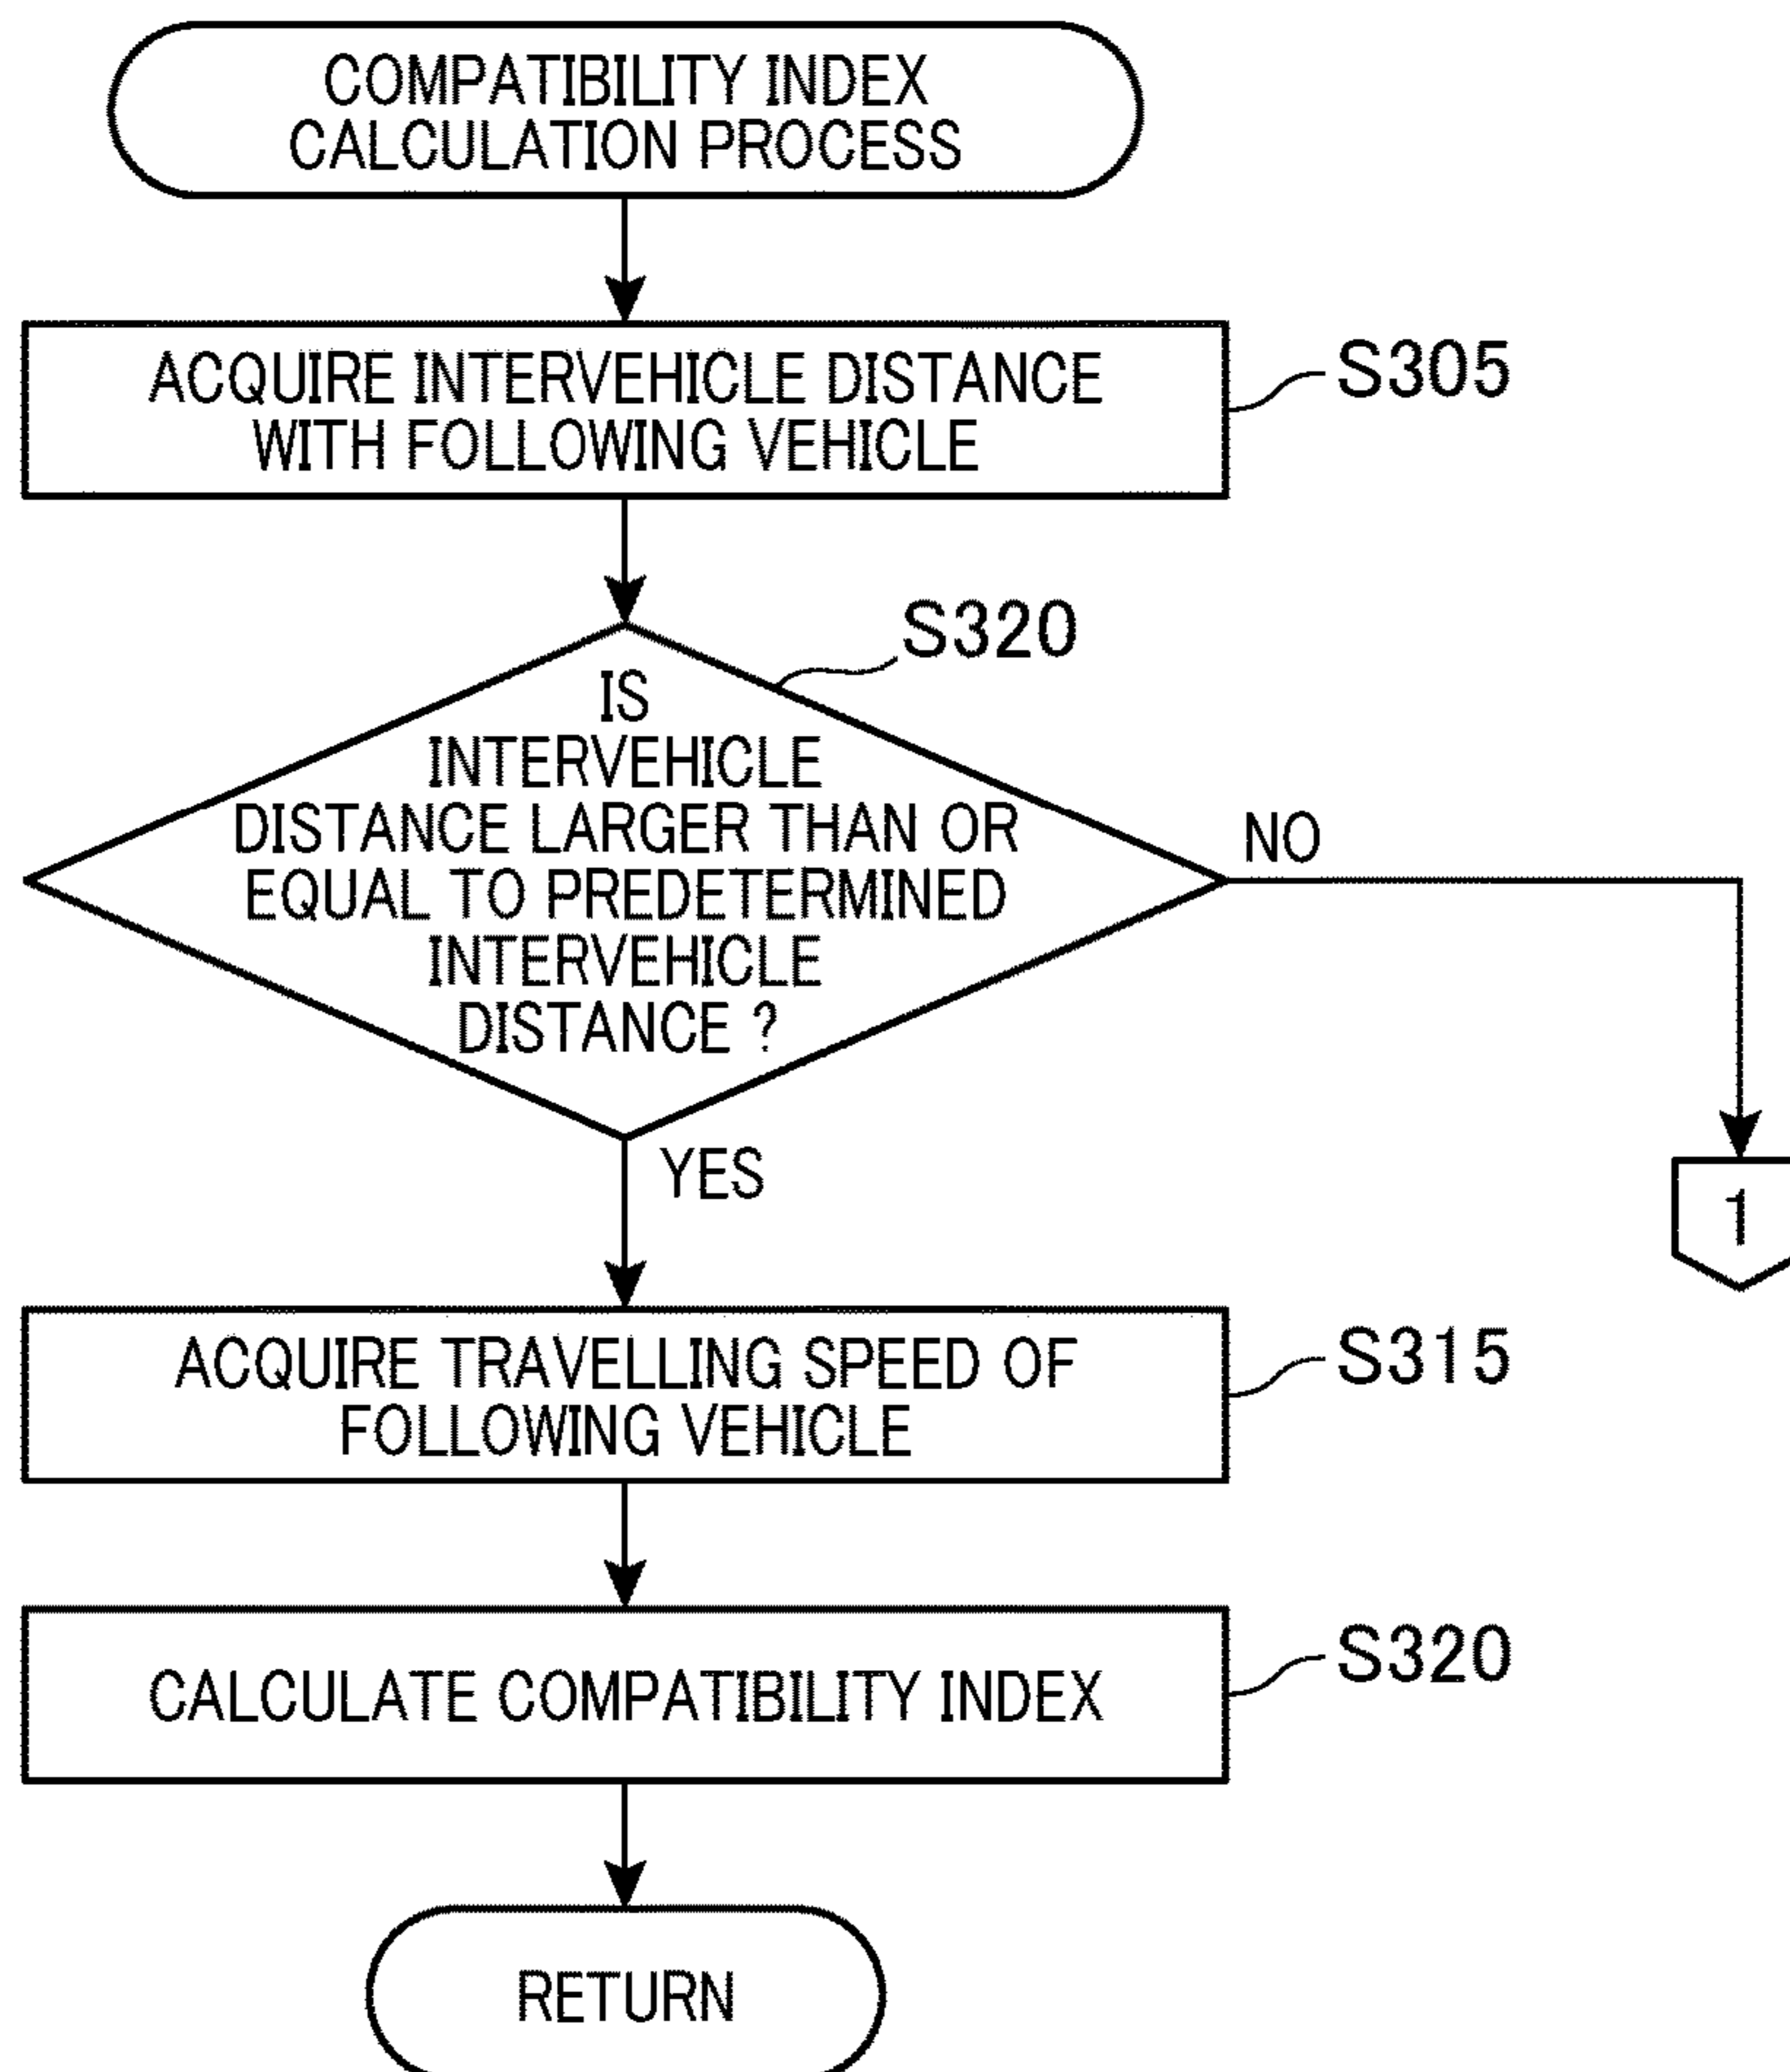 COMPATIBILITY INDEX
CALCULATION PROCESS
ACQUIRE INTERVEHICLE DISTANCE
WITH FOLLOWING VEHICLE
S305
S320
IS
INTERVEHICLE
DISTANCE LARGER THAN OR
EQUAL TO PREDETERMINED
INTERVEHICLE
DISTANCE ?
NO
YES
1
ACQUIRE TRAVELLING SPEED OF
FOLLOWING VEHICLE
S315
CALCULATE COMPATIBILITY INDEX
S320
RETURN